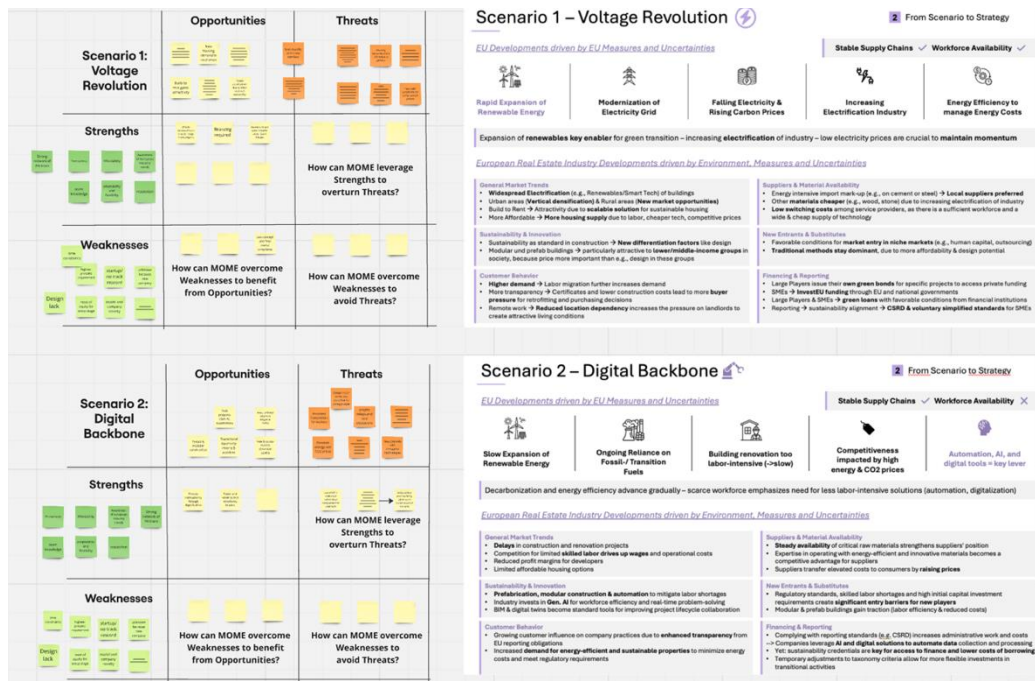 Opportunities
Threats
Scenario 1:
Voltage
Revolution
Strengths
How can MOME leverage
Strengths to
overturn Threats?
Weaknesses
Design
lack
How can MOME overcome
Weaknesses to benefit
from Opportunities?
How can MOME overcome
Weaknesses to
avoid Threats?
Scenario 1 – Voltage Revolution
2 From Scenario to Strategy
EU Developments driven by EU Measures and Uncertainties
Stable Supply Chains ✓ Workforce Availability ✓
Rapid Expansion of
Renewable Energy
Modernization of
Electricity Grid
Falling Electricity &
Rising Carbon Prices
Increasing
Electrification Industry
Energy Efficiency to
manage Energy Costs
Expansion of renewables key enabler for green transition – increasing electrification of industry – low electricity prices are crucial to maintain momentum
European Real Estate Industry Developments driven by Environment, Measures and Uncertainties
General Market Trends
• Widespread Electrification (e.g., Renewables/Smart Tech) of buildings
• Urban areas (Vertical densification) & Rural areas (New market opportunities)
• Build to Rent → Attractivity due to scalable solution for sustainable housing
• More Affordable → More housing supply due to labor, cheaper tech, competitive prices
Sustainability & Innovation
• Sustainability as standard in construction → New differentiation factors like design
• Modular und prefab buildings → particularly attractive to lower/middle-income groups in
society, because price more important than e.g., design in these groups
Customer Behavior
• Higher demand → Labor migration further increases demand
• More transparency → Certificates and lower construction costs lead to more buyer
pressure for retrofitting and purchasing decisions
• Remote work → Reduced location dependency increases the pressure on landlords to
create attractive living conditions
Suppliers & Material Availability
• Energy intensive import mark-up (e.g., on cement or steel) → Local suppliers preferred
• Other materials cheaper (e.g., wood, stone) due to increasing electrification of industry
• Low switching costs among service providers, as there is a sufficient workforce and a
wide & cheap supply of technology
New Entrants & Substitutes
• Favorable conditions for market entry in niche markets (e.g., human capital, outsourcing)
• Traditional methods stay dominant, due to more affordability & design potential
Financing & Reporting
• Large Players issue their own green bonds for specific projects to access private funding
• SMEs → InvestEU funding through EU and national governments
• Large Players & SMEs → green loans with favorable conditions from financial institutions
• Reporting → sustainability alignment → CSRD & voluntary simplified standards for SMEs
Opportunities
Threats
Scenario 2:
Digital
Backbone
Strengths
How can MOME leverage
Strengths to
overturn Threats?
Weaknesses
Design
lack
How can MOME overcome
Weaknesses to benefit
from Opportunities?
How can MOME overcome
Weaknesses to
avoid Threats?
Scenario 2 – Digital Backbone
2 From Scenario to Strategy
EU Developments driven by EU Measures and Uncertainties
Stable Supply Chains ✓ Workforce Availability ✕
Slow Expansion of
Renewable Energy
Ongoing Reliance on
Fossil-/ Transition
Fuels
Building renovation too
labor-intensive (->slow)
Competitiveness
impacted by high
energy & CO2 prices
Automation, AI, and
digital tools = key lever
Decarbonization and energy efficiency advance gradually – scarce workforce emphasizes need for less labor-intensive solutions (automation, digitalization)
European Real Estate Industry Developments driven by Environment, Measures and Uncertainties
General Market Trends
• Delays in construction and renovation projects
• Competition for limited skilled labor drives up wages and operational costs
• Reduced profit margins for developers
• Limited affordable housing options
Sustainability & Innovation
• Prefabrication, modular construction & automation to mitigate labor shortages
• Industry invests in Gen. AI for workforce efficiency and real-time problem-solving
• BIM & digital twins become standard tools for improving project lifecycle collaboration
Customer Behavior
• Growing customer influence on company practices due to enhanced transparency from
EU reporting obligations
• Increased demand for energy-efficient and sustainable properties to minimize energy
costs and meet regulatory requirements
Suppliers & Material Availability
• Steady availability of critical raw materials strengthens suppliers' position
• Expertise in operating with energy-efficient and innovative materials becomes a
competitive advantage for suppliers
• Suppliers transfer elevated costs to consumers by raising prices
New Entrants & Substitutes
• Regulatory standards, skilled labor shortages and high initial capital investment
requirements create significant entry barriers for new players
• Modular & prefab buildings gain traction (labor efficiency & reduced costs)
Financing & Reporting
• Complying with reporting standards (e.g. CSRD) increases administrative work and costs
-> Companies leverage AI and digital solutions to automate data collection and processing
• Yet: sustainability credentials are key for access to finance and lower costs of borrowing
• Temporary adjustments to taxonomy criteria allow for more flexible investments in
transitional activities